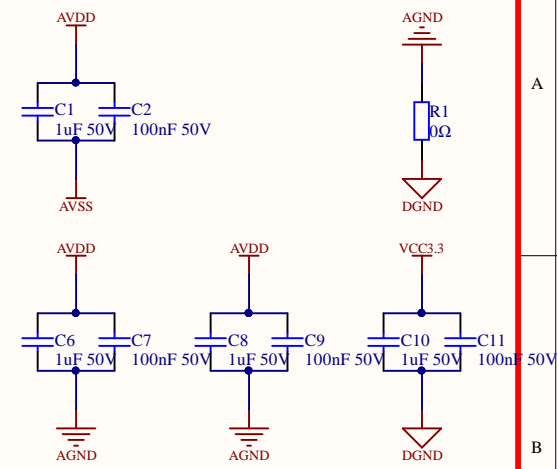 AVDD
AGND
A
C1
C2
1uF 50V
100nF 50V
R1
0Ω
AVSS
DGND
AVDD
AVDD
VCC3.3
C6
C7
C8
C9
C10
C11
1uF 50V
100nF 50V
1uF 50V
100nF 50V
1uF 50V
100nF 50V
AGND
AGND
DGND
B